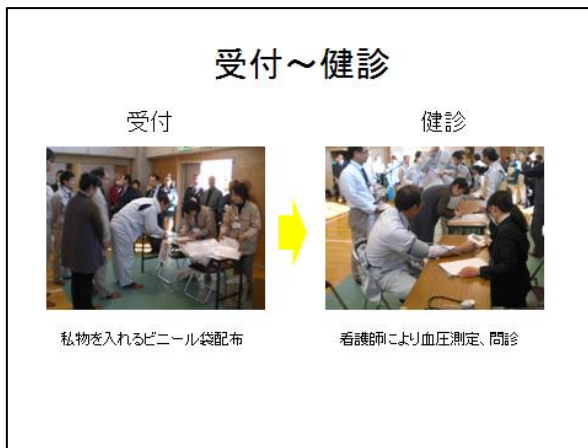 受付～健診
受付
健診
私物を入れるビニール袋配布
看護師により血圧測定、問診